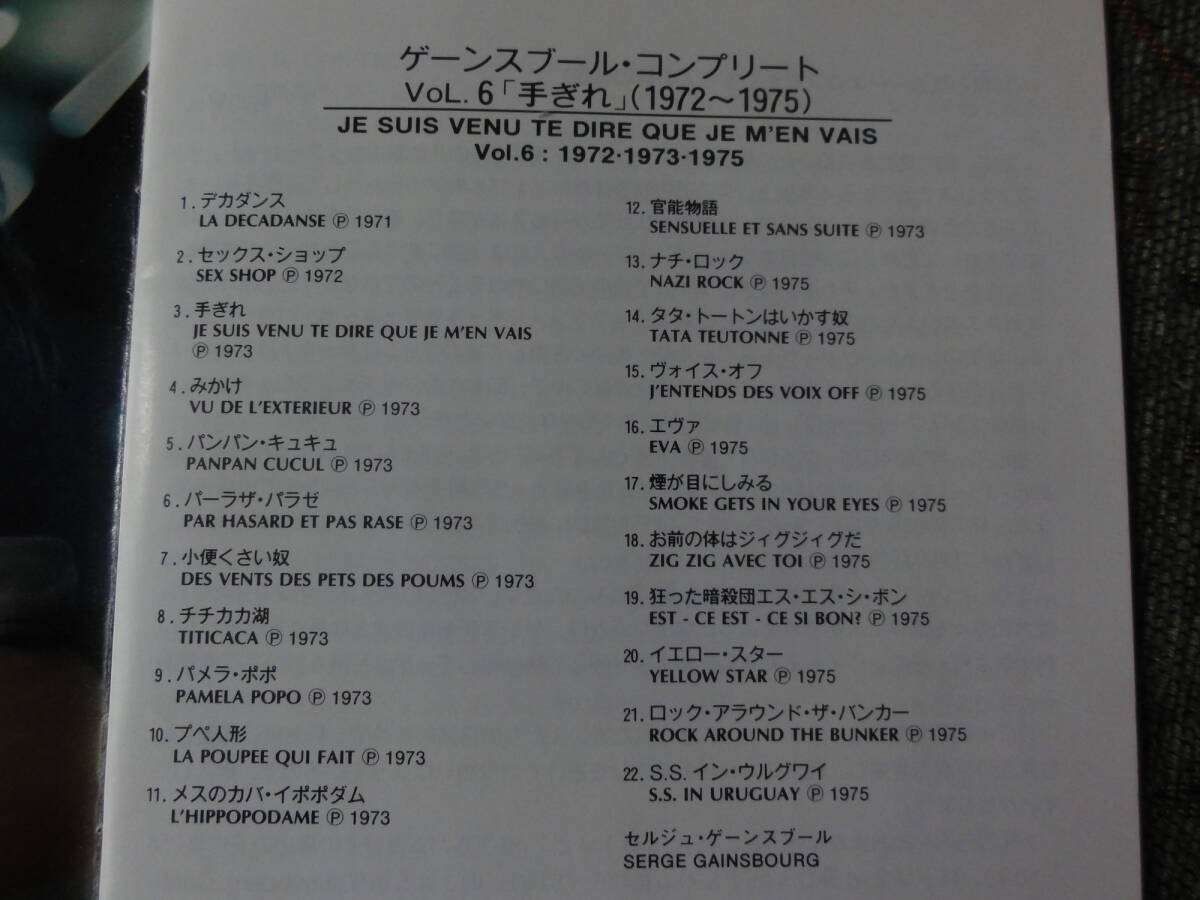 ゲーンスブール・コンプリート
VOL. 6「手ぎれ」(1972〜1975)
JE SUIS VENU TE DIRE QUE JE M'EN VAIS
Vol.6 : 1972·1973·1975
1. デカダンス
LA DECADANSE Ⓟ 1971
2. セックス・ショップ
SEX SHOP Ⓟ 1972
3. 手ぎれ
JE SUIS VENU TE DIRE QUE JE M'EN VAIS
Ⓟ 1973
4. みかけ
VU DE L'EXTERIEUR Ⓟ 1973
5. パンパン・キュキュ
PANPAN CUCUL Ⓟ 1973
6. パーラザ・パラゼ
PAR HASARD ET PAS RASE Ⓟ 1973
7. 小便くさい奴
DES VENTS DES PETS DES POUMS Ⓟ 1973
8. チチカカ湖
TITICACA Ⓟ 1973
9. パメラ・ポポ
PAMELA POPO Ⓟ 1973
10. プペ人形
LA POUPEE QUI FAIT Ⓟ 1973
11. メスのカバ・イポポダム
L'HIPPOPODAME Ⓟ 1973
12. 官能物語
SENSUELLE ET SANS SUITE Ⓟ 1973
13. ナチ・ロック
NAZI ROCK Ⓟ 1975
14. タタ・トートンはいかす奴
TATA TEUTONNE Ⓟ 1975
15. ヴォイス・オフ
J'ENTENDS DES VOIX OFF Ⓟ 1975
16. エヴァ
EVA Ⓟ 1975
17. 煙が目にしみる
SMOKE GETS IN YOUR EYES Ⓟ 1975
18. お前の体はジィグジィグだ
ZIG ZIG AVEC TOI Ⓟ 1975
19. 狂った暗殺団エス・エス・シ・ボン
EST - CE EST - CE SI BON? Ⓟ 1975
20. イエロー・スター
YELLOW STAR Ⓟ 1975
21. ロック・アラウンド・ザ・バンカー
ROCK AROUND THE BUNKER Ⓟ 1975
22. S.S. イン・ウルグワイ
S.S. IN URUGUAY Ⓟ 1975
セルジュ・ゲーンスブール
SERGE GAINSBOURG